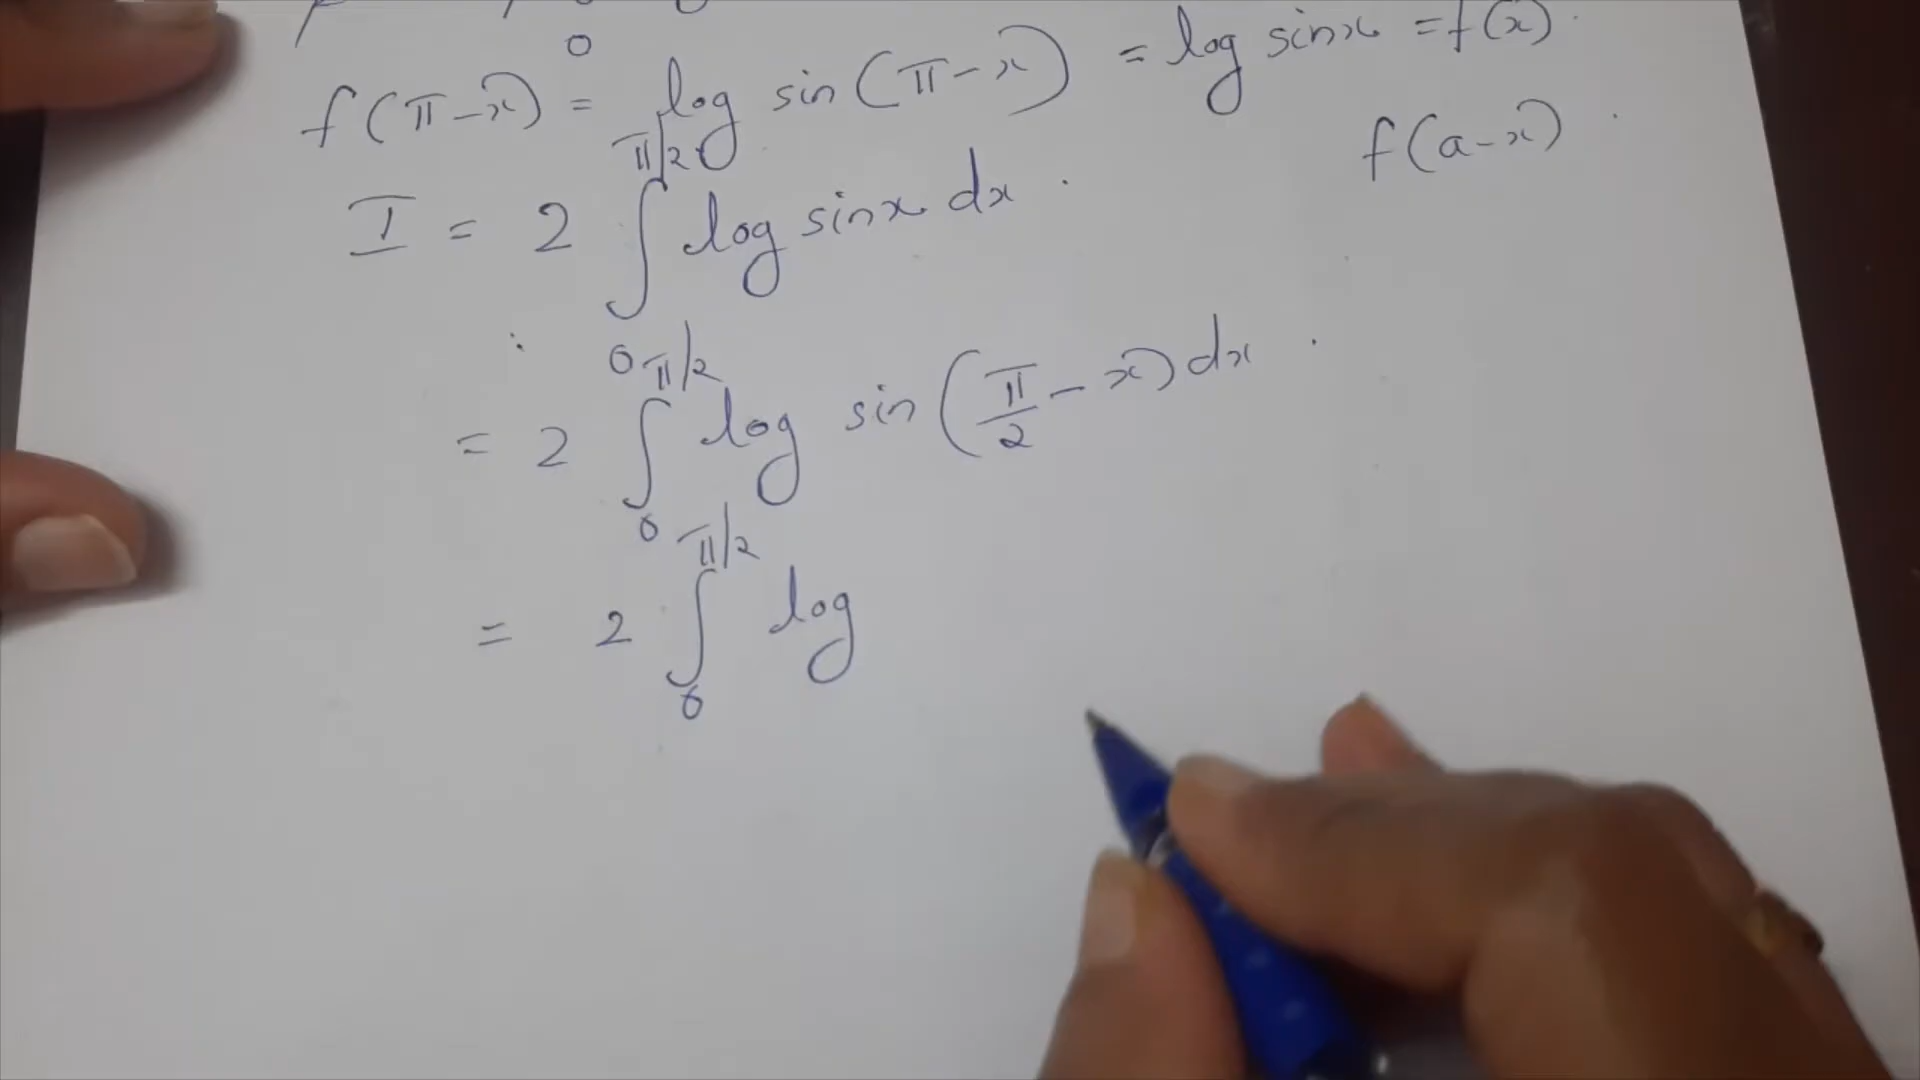 f(π-x) = log sin(π-x) = log sinx = f(x).
f(a-x).
I = 2 ∫₀^{π/2} log sinx dx.
= 2 ∫₀^{π/2} log sin(π/2 - x) dx.
= 2 ∫₀^{π/2} log